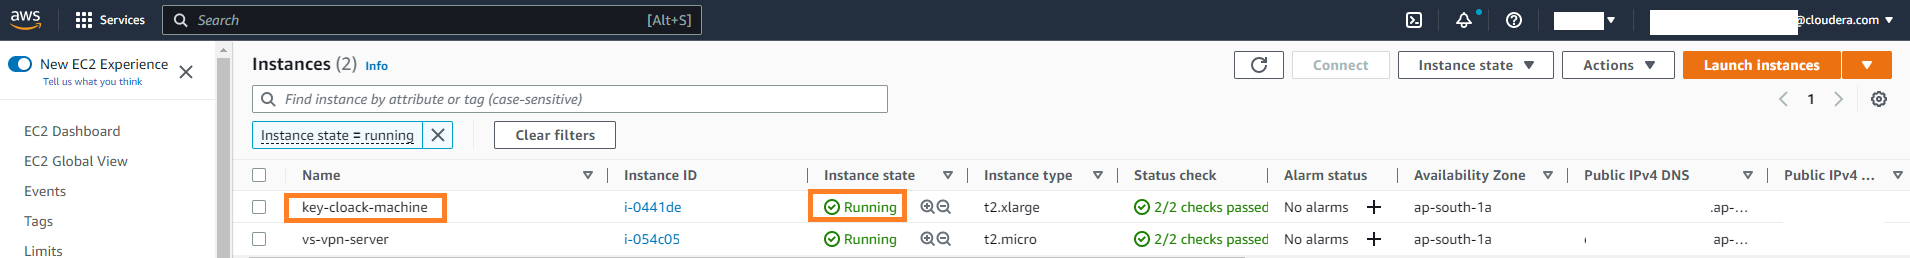 aws
Services
Search
[Alt+S]
@cloudera.com
New EC2 Experience
Tell us what you think
EC2 Dashboard
EC2 Global View
Events
Tags
Limits
Instances (2) Info
Connect
Instance state
Actions
Launch instances
Find instance by attribute or tag (case-sensitive)
1
Instance state = running
Clear filters
Name Instance ID Instance state Instance type Status check Alarm status Availability Zone Public IPv4 DNS Public IPv4 ...
key-cloack-machine i-0441de Running t2.xlarge 2/2 checks passed No alarms + ap-south-1a .ap-...
vs-vpn-server i-054c05 Running t2.micro 2/2 checks passed No alarms + ap-south-1a ap-...